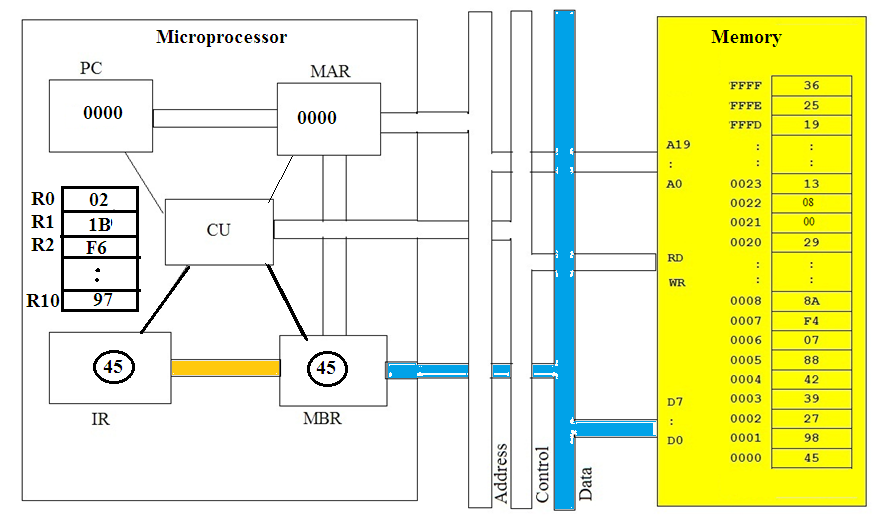 Microprocessor
PC
0000
MAR
0000
R0 02
R1 1B
R2 F6
:
R10 97
CU
45
IR
45
MBR
Address
Control
Data
Memory
FFFF 36
FFFE 25
FFFD 19
A19 : :
: : :
A0 0023 13
0022 08
0021 00
0020 29
RD : :
WR : :
0008 8A
0007 F4
0006 07
0005 88
0004 42
D7 0003 39
: 0002 27
D0 0001 98
0000 45